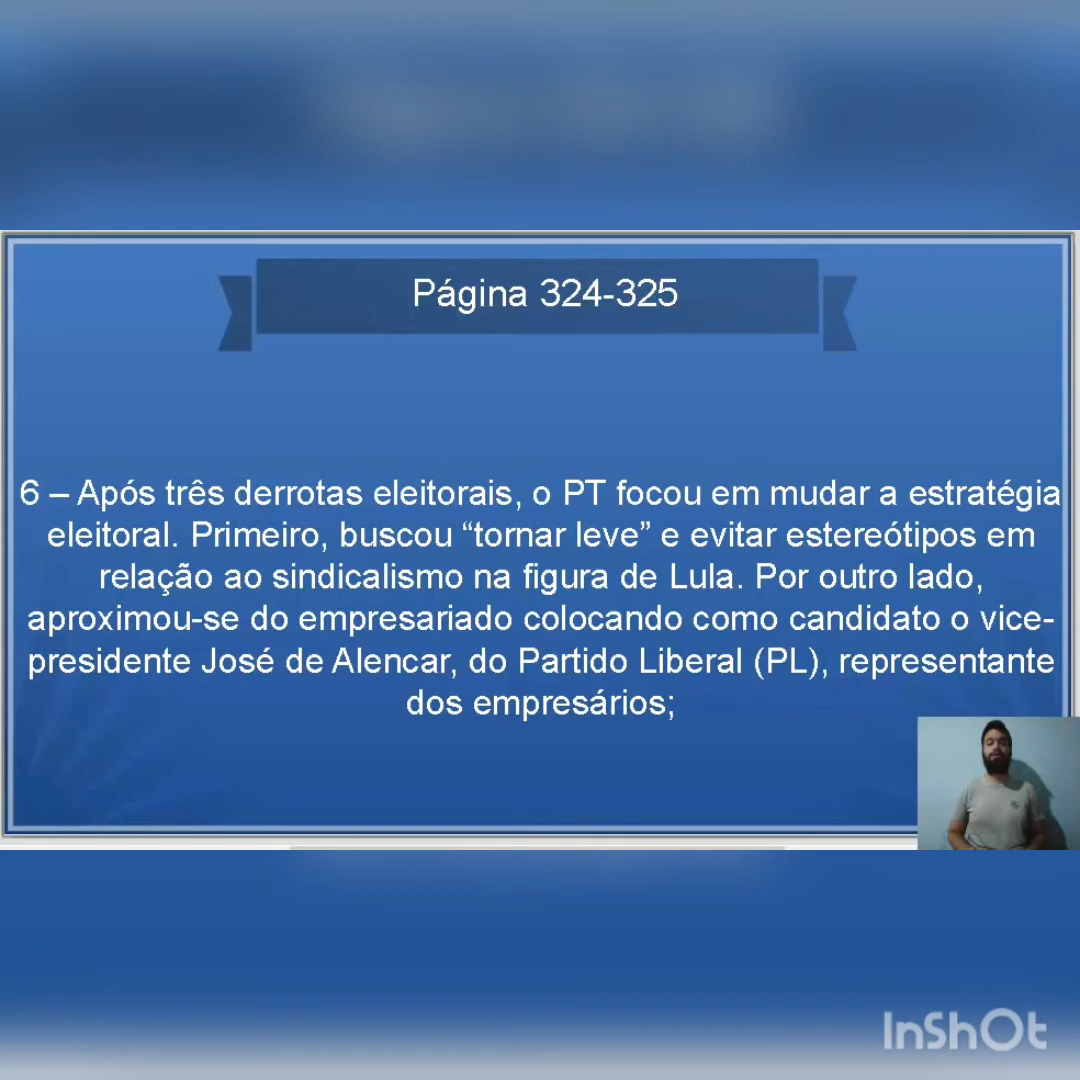 Página 324-325
6 – Após três derrotas eleitorais, o PT focou em mudar a estratégia
eleitoral. Primeiro, buscou “tornar leve” e evitar estereótipos em
relação ao sindicalismo na figura de Lula. Por outro lado,
aproximou-se do empresariado colocando como candidato o vice-
presidente José de Alencar, do Partido Liberal (PL), representante
dos empresários;
InShOt